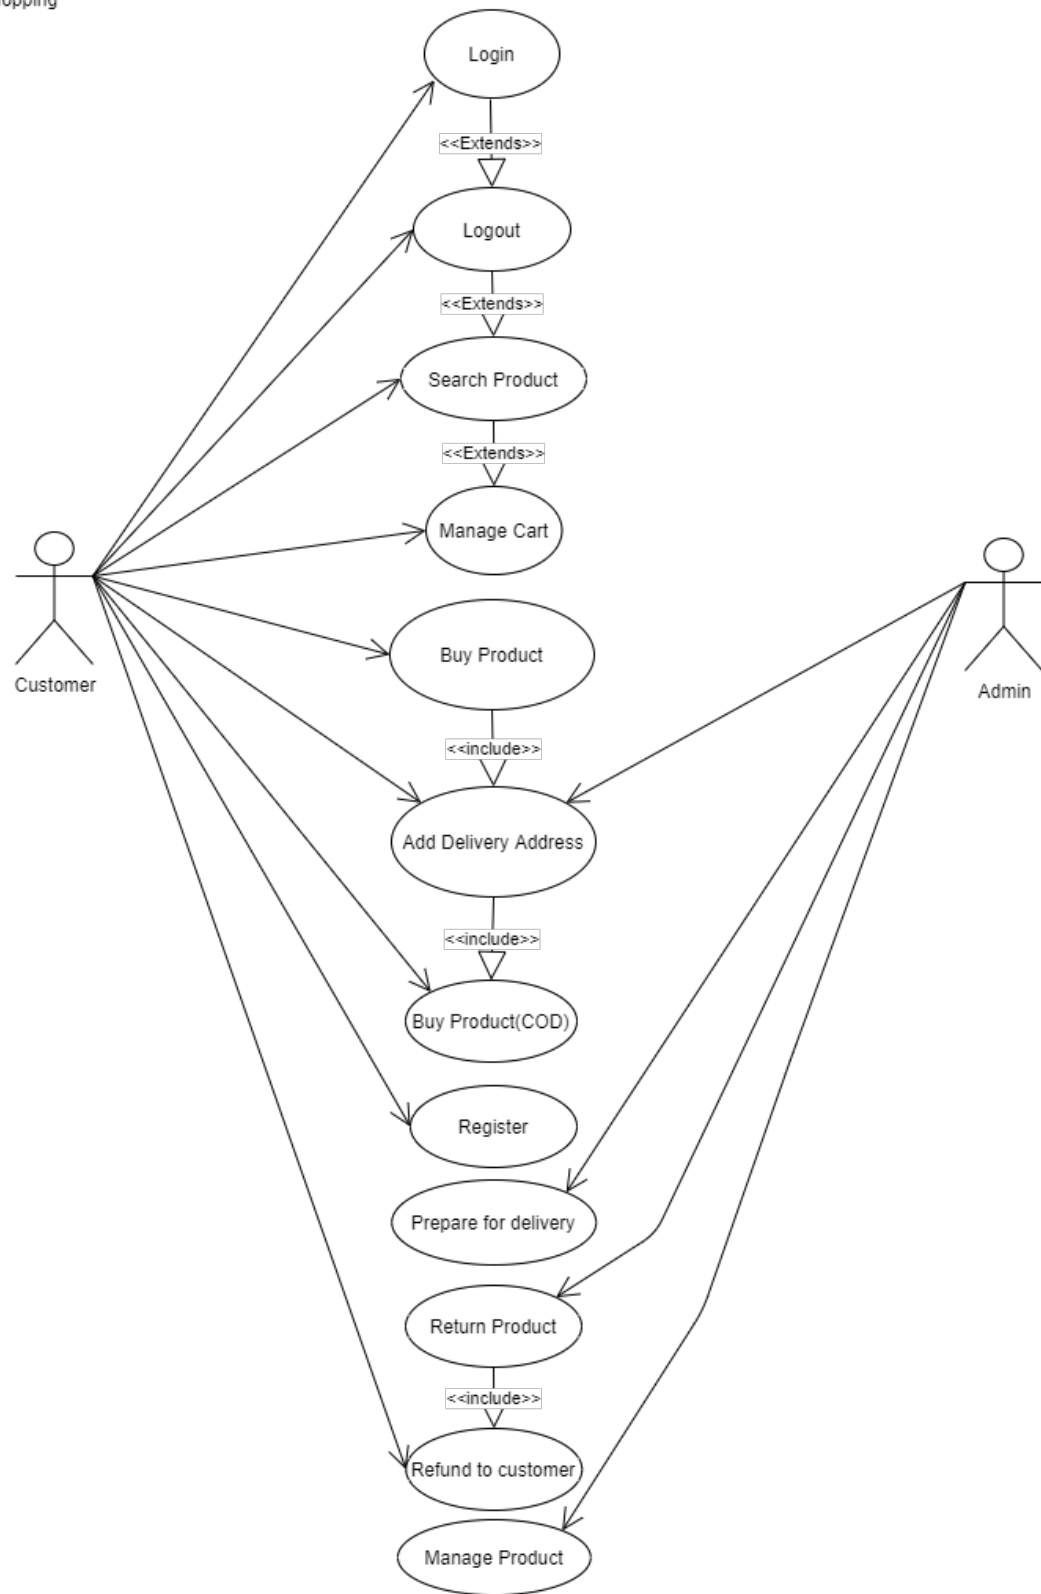 Login
<<Extends>>
Logout
<<Extends>>
Search Product
<<Extends>>
Manage Cart
Buy Product
Customer
Admin
<<include>>
Add Delivery Address
<<include>>
Buy Product(COD)
Register
Prepare for delivery
Return Product
<<include>>
Refund to customer
Manage Product